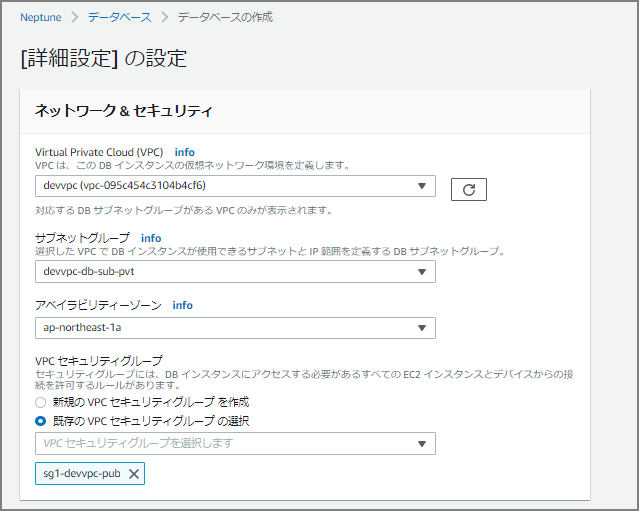 Neptune > データベース > データベースの作成
[詳細設定] の設定
ネットワーク & セキュリティ
Virtual Private Cloud (VPC) info
VPC は、この DB インスタンスの仮想ネットワーク環境を定義します。
devvpc (vpc-095c454c3104b4cf6)
対応する DB サブネットグループがある VPC のみが表示されます。
サブネットグループ info
選択した VPC で DB インスタンスが使用できるサブネットと IP 範囲を定義する DB サブネットグループ。
devvpc-db-sub-pvt
アベイラビリティーゾーン info
ap-northeast-1a
VPC セキュリティグループ
セキュリティグループには、DB インスタンスにアクセスする必要があるすべての EC2 インスタンスとデバイスからの接
続を許可するルールがあります。
新規の VPC セキュリティグループ を作成
既存の VPC セキュリティグループ の選択
VPC セキュリティグループを選択します
sg1-devvpc-pub